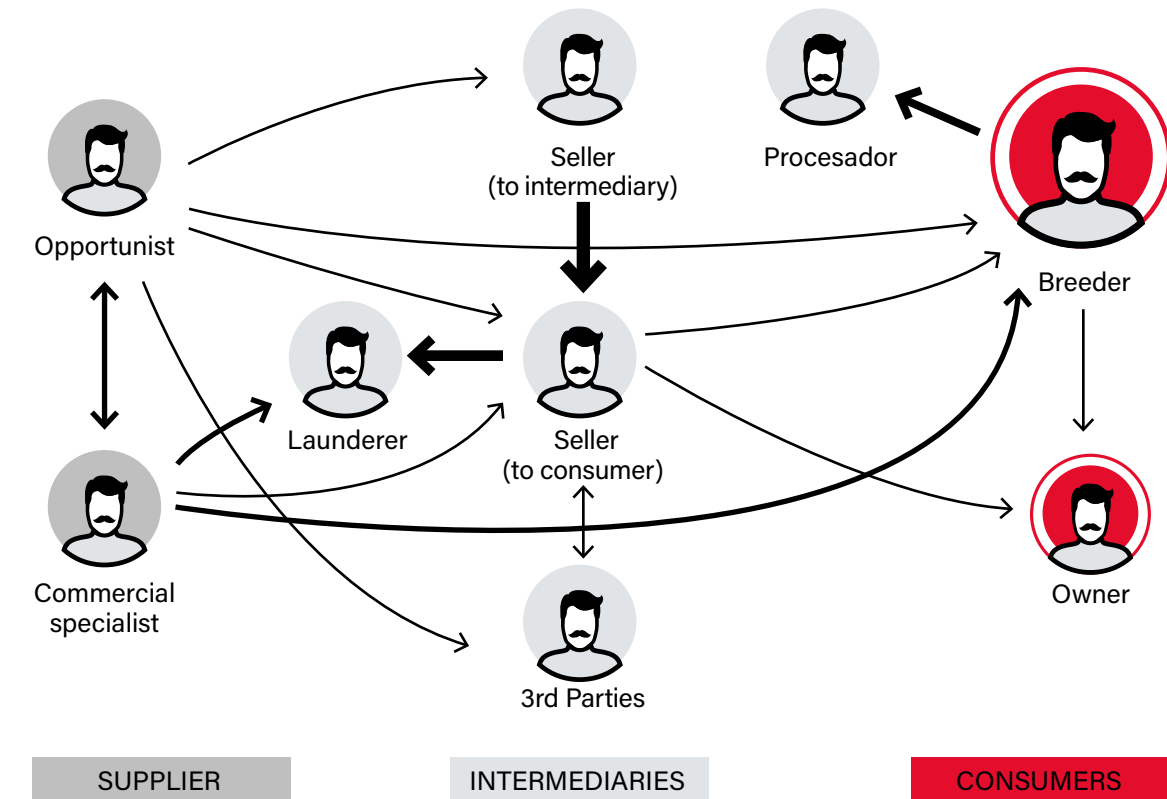 Seller
(to intermediary)
Procesador
Opportunist
Breeder
Launderer
Seller
(to consumer)
Commercial
specialist
Owner
3rd Parties
SUPPLIER
INTERMEDIARIES
CONSUMERS